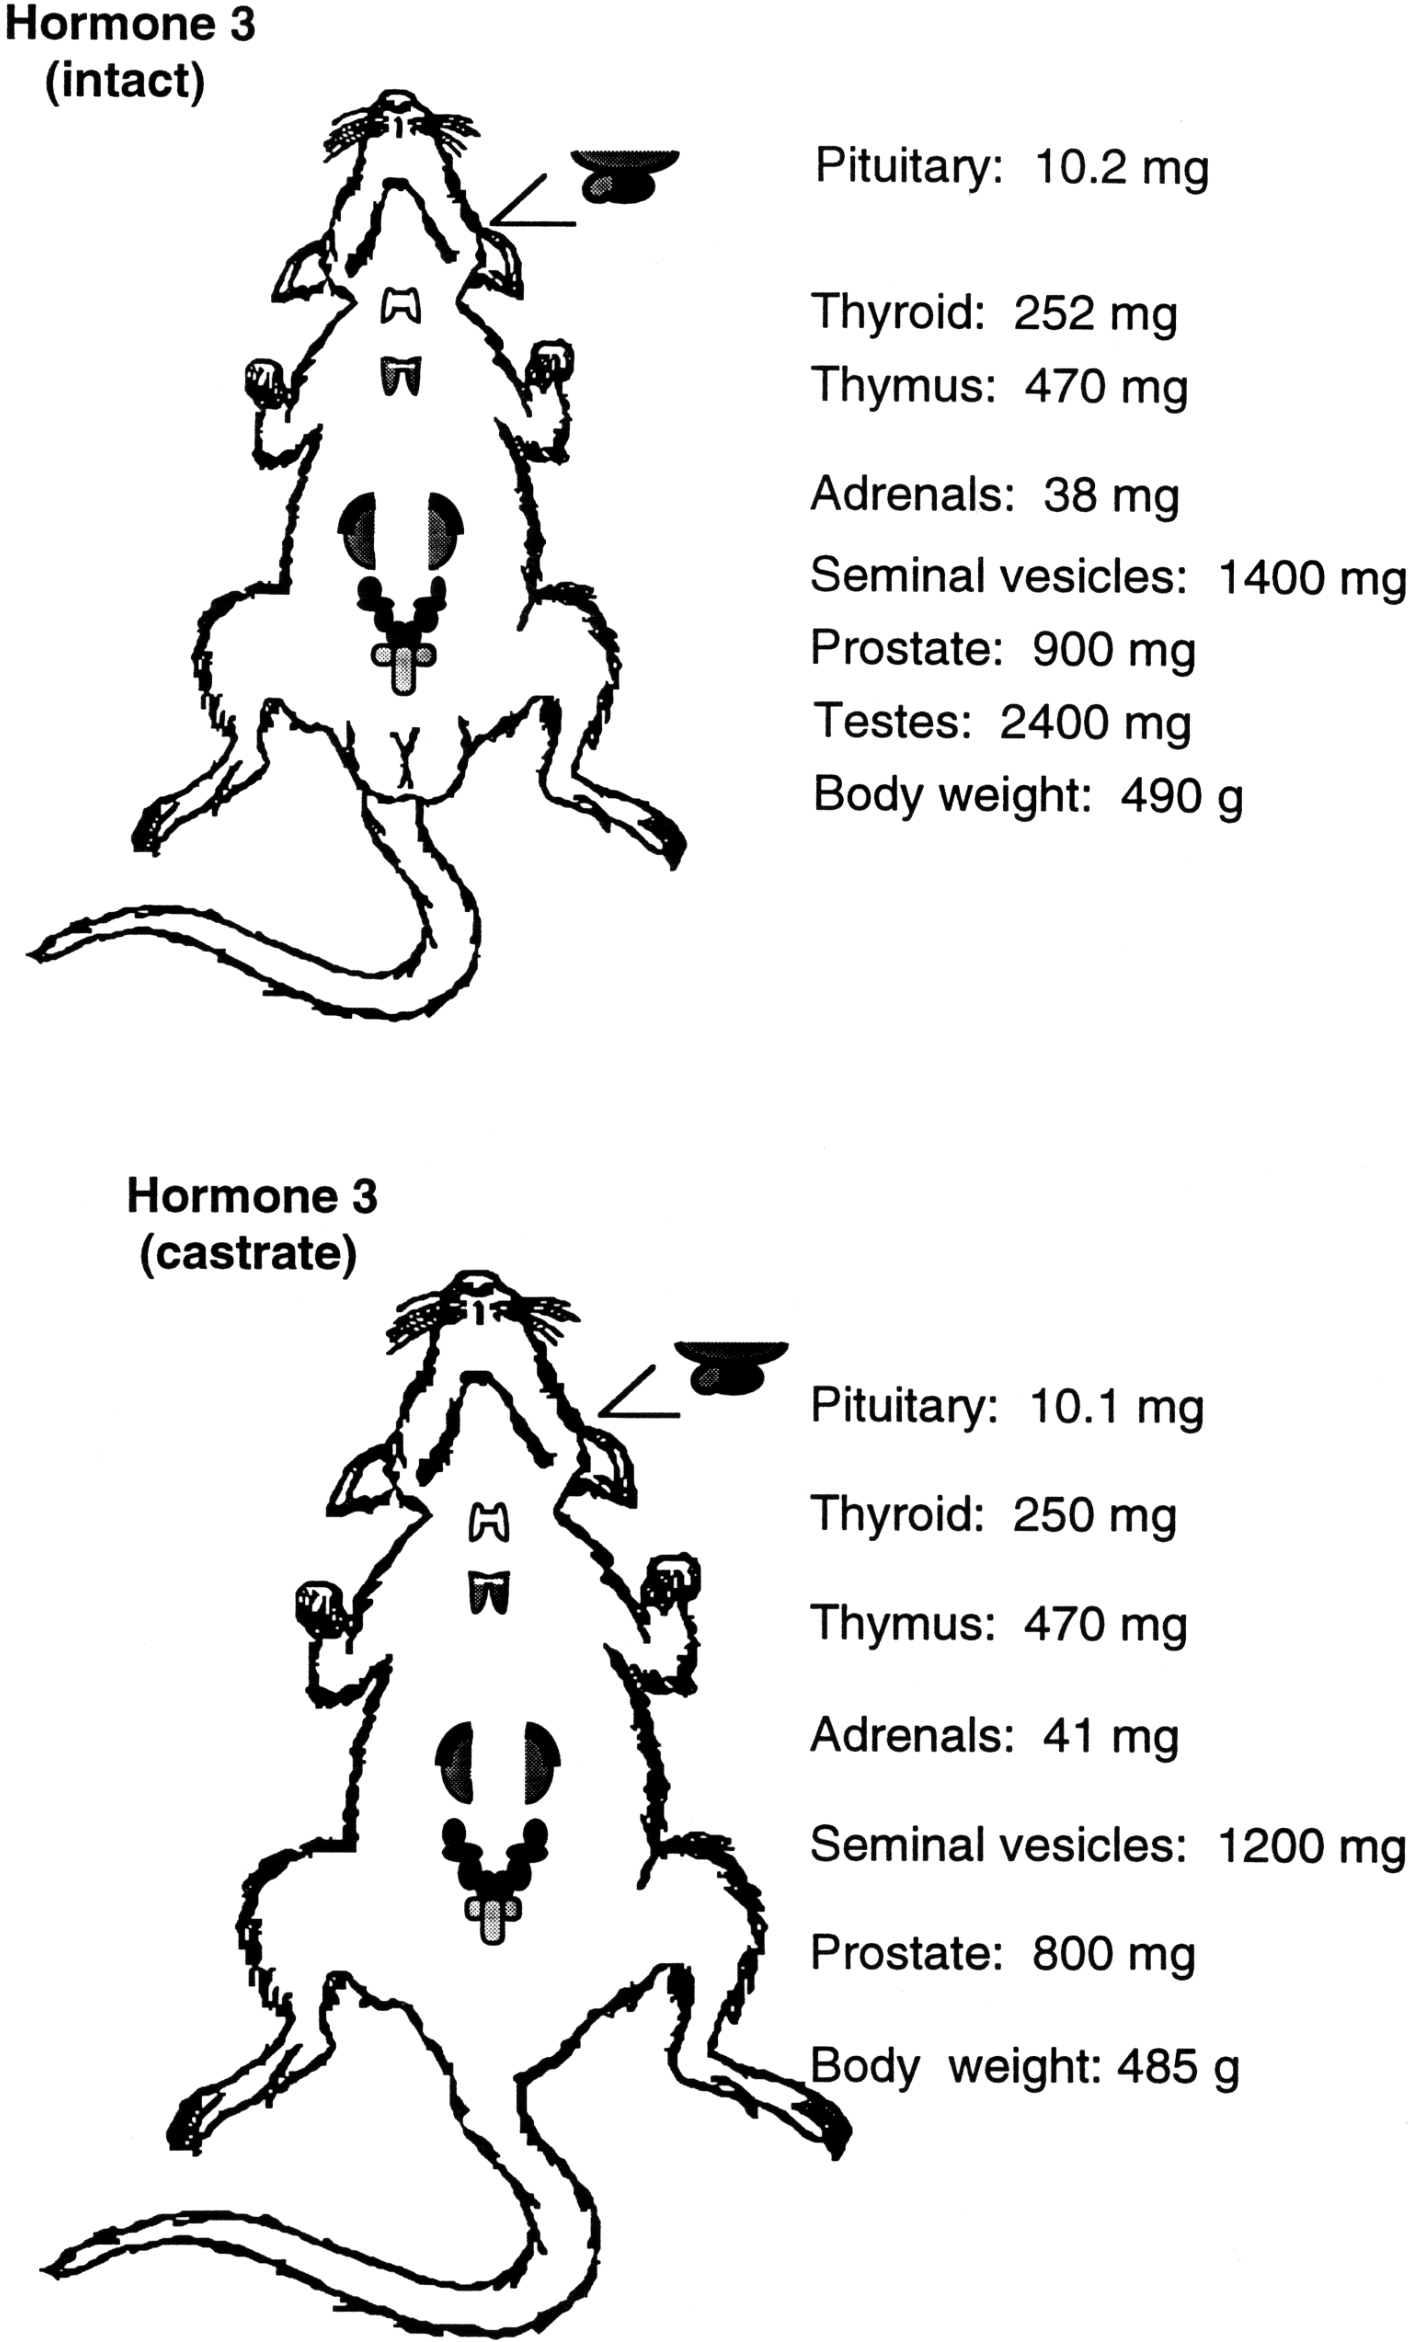 Hormone 3
(intact)
Pituitary: 10.2 mg
Thyroid: 252 mg
Thymus: 470 mg
Adrenals: 38 mg
Seminal vesicles: 1400 mg
Prostate: 900 mg
Testes: 2400 mg
Body weight: 490 g
Hormone 3
(castrate)
Pituitary: 10.1 mg
Thyroid: 250 mg
Thymus: 470 mg
Adrenals: 41 mg
Seminal vesicles: 1200 mg
Prostate: 800 mg
Body weight: 485 g